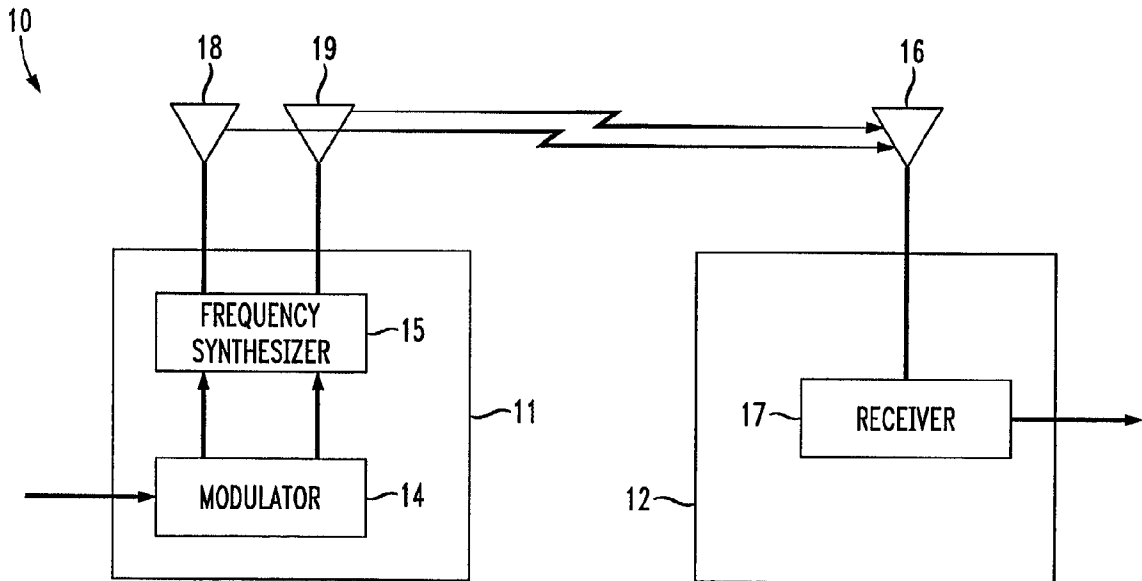 10
18
19
16
FREQUENCY
SYNTHESIZER
15
11
17
RECEIVER
MODULATOR
14
12